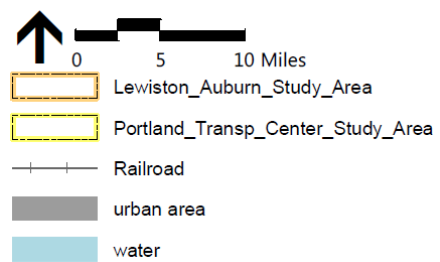 0 5 10 Miles
Lewiston_Auburn_Study_Area
Portland_Transp_Center_Study_Area
Railroad
urban area
water